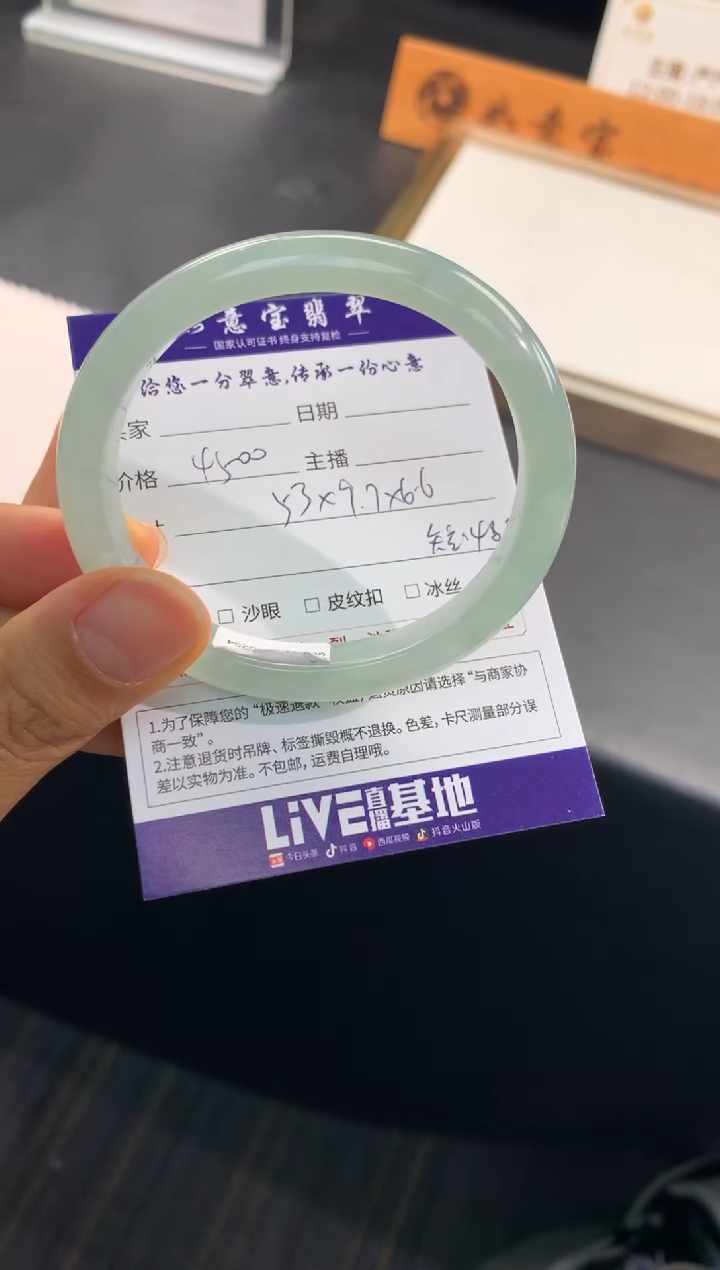 意宝翡翠
国家认可证书 终身支持复检
给您一分翠意,传承一份心意
家 日期
价格 4500 主播
53×9.7×6.6
□ 沙眼 □ 皮纹扣 □ 冰丝
1.为了保障您的“极速退款”权益,退货原因请选择“与商家协
商一致”。
2.注意退货时吊牌、标签撕毁概不退换。色差,卡尺测量部分误
差以实物为准。不包邮,运费自理哦。
LiVE直播基地
今日头条 抖音 西瓜视频 抖音火山版